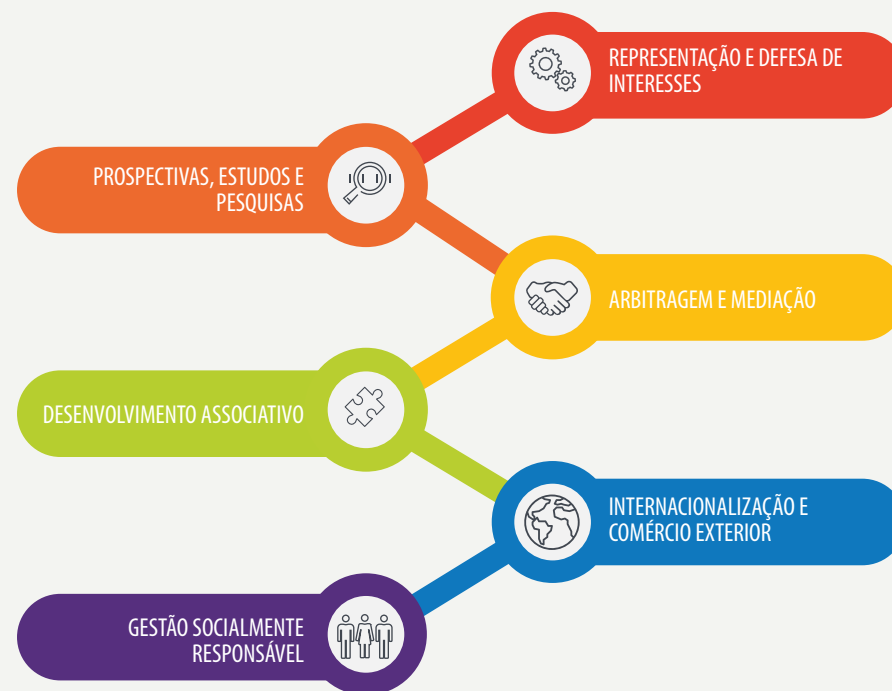 REPRESENTAÇÃO E DEFESA DE
INTERESSES
PROSPECTIVAS, ESTUDOS E
PESQUISAS
ARBITRAGEM E MEDIAÇÃO
DESENVOLVIMENTO ASSOCIATIVO
INTERNACIONALIZAÇÃO E
COMÉRCIO EXTERIOR
GESTÃO SOCIALMENTE
RESPONSÁVEL